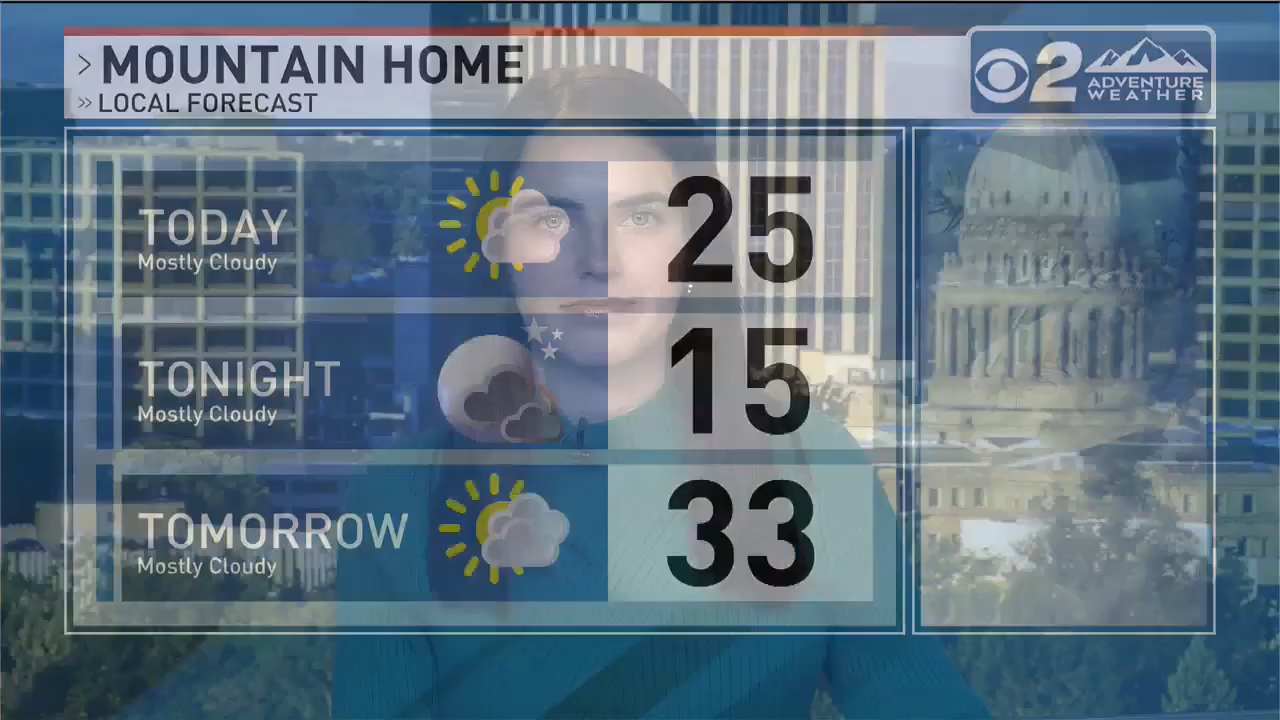 > MOUNTAIN HOME
» LOCAL FORECAST
2 ADVENTURE
WEATHER
TODAY
Mostly Cloudy
25
TONIGHT
Mostly Cloudy
15
TOMORROW
Mostly Cloudy
33